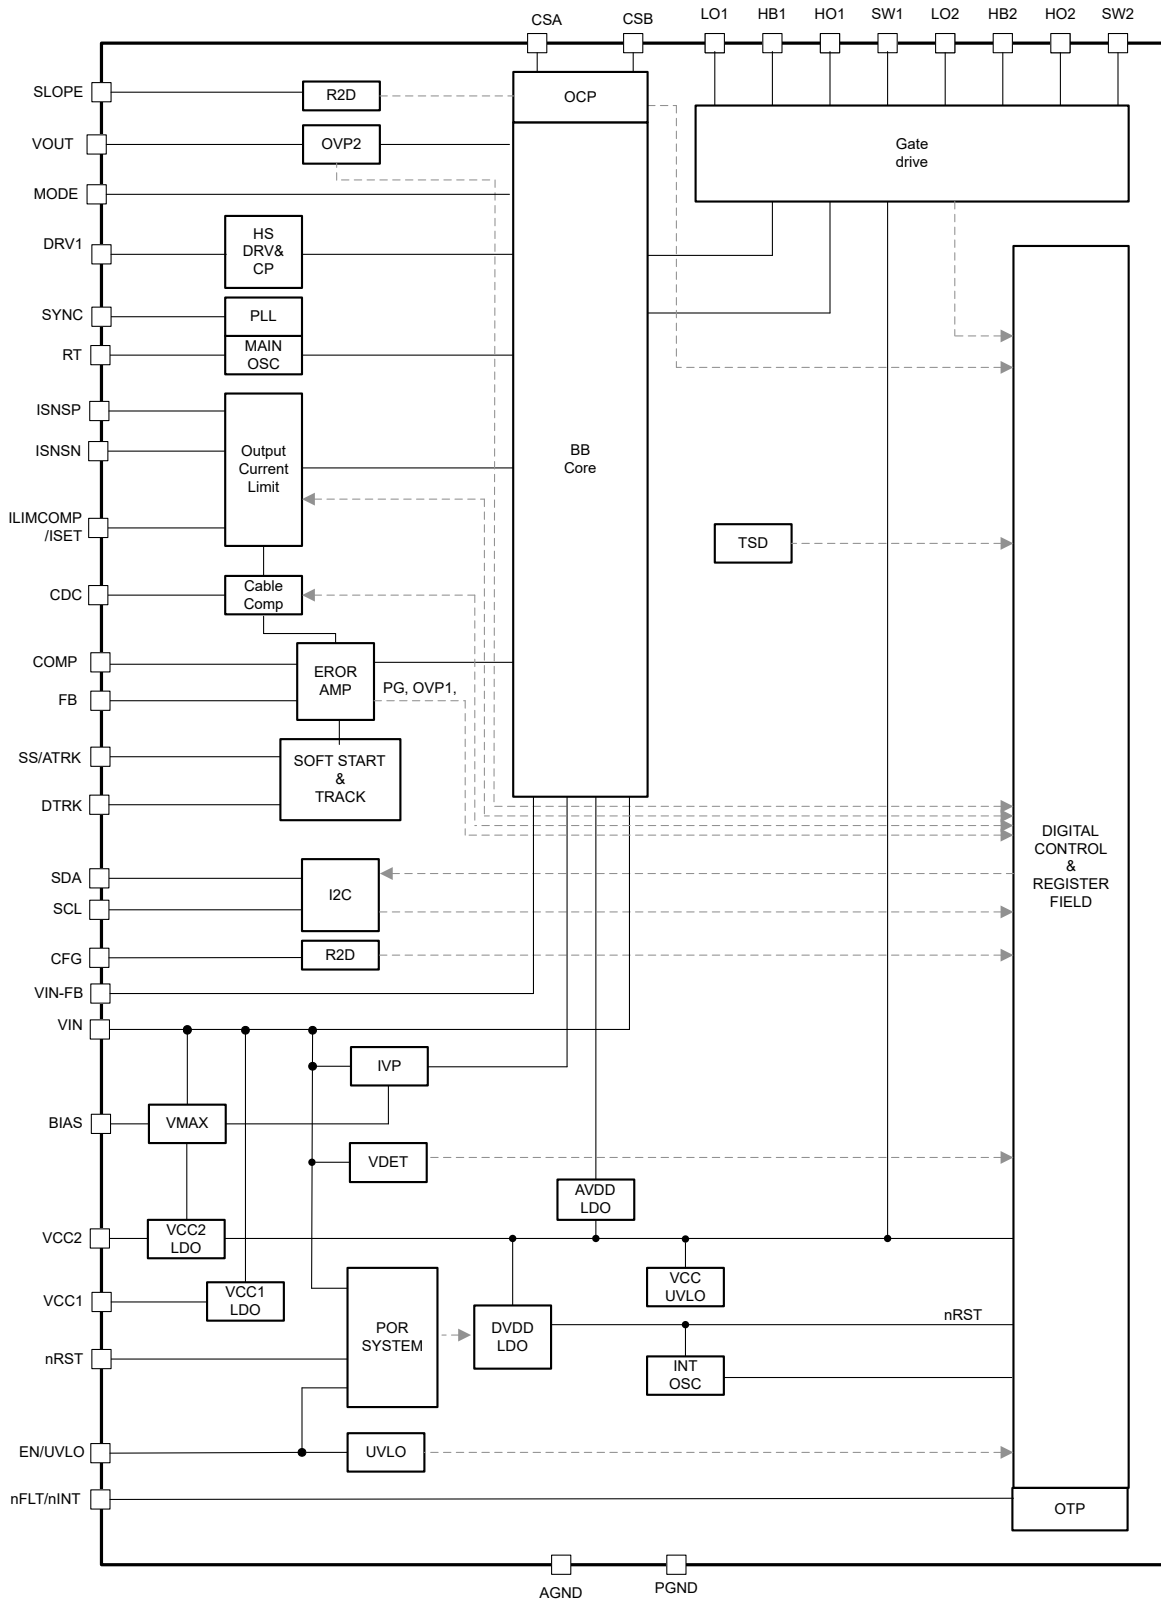 CSA
CSB
LO1
HB1
HO1
SW1
LO2
HB2
HO2
SW2
SLOPE
R2D
OCP
VOUT
OVP2
Gate
drive
MODE
DRV1
HS
DRV&
CP
SYNC
PLL
RT
MAIN
OSC
ISNSP
ISNSN
Output
Current
Limit
BB
Core
ILIMCOMP
/ISET
TSD
CDC
Cable
Comp
COMP
EROR
AMP
PG, OVP1,
FB
SS/ATRK
SOFT START
&
TRACK
DTRK
DIGITAL
CONTROL
&
REGISTER
FIELD
SDA
I2C
SCL
CFG
R2D
VIN-FB
VIN
IVP
BIAS
VMAX
VDET
AVDD
LDO
VCC2
VCC2
LDO
VCC
UVLO
VCC1
VCC1
LDO
POR
SYSTEM
DVDD
LDO
nRST
nRST
INT
OSC
EN/UVLO
UVLO
nFLT/nINT
OTP
AGND
PGND